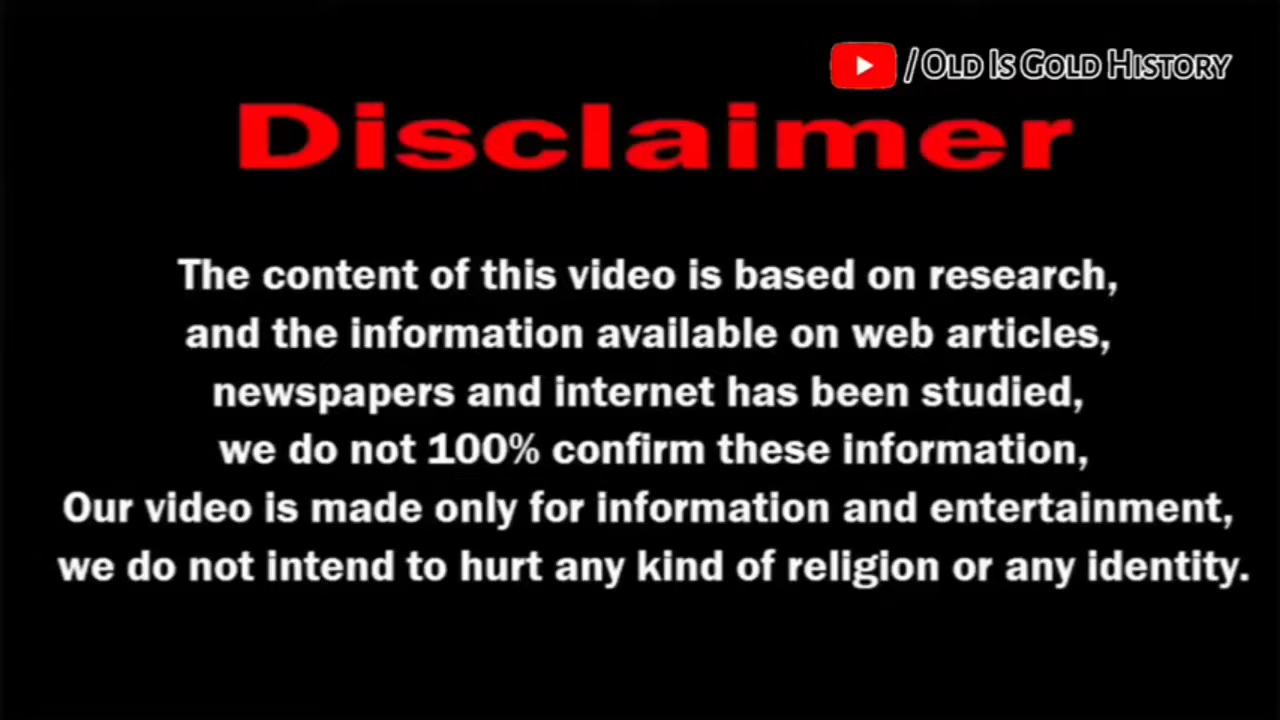 /OLD IS GOLD HISTORY
Disclaimer
The content of this video is based on research,
and the information available on web articles,
newspapers and internet has been studied,
we do not 100% confirm these information,
Our video is made only for information and entertainment,
we do not intend to hurt any kind of religion or any identity.